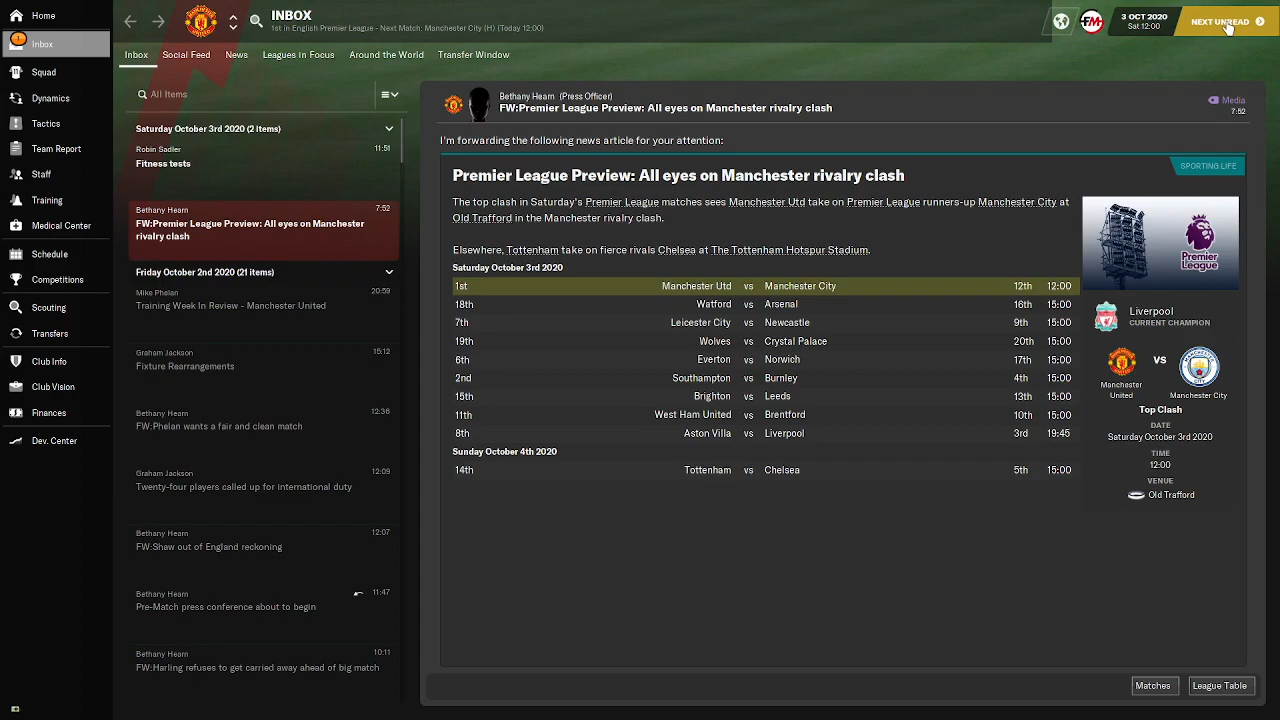 Home
Inbox
Squad
Dynamics
Tactics
Team Report
Staff
Training
Medical Center
Schedule
Competitions
Scouting
Transfers
Club Info
Club Vision
Finances
Dev. Center
INBOX
1st in English Premier League - Next Match: Manchester City (H) (Today 12:00)
FM
3 OCT 2020
Sat 12:00
NEXT UNREAD
Inbox Social Feed News Leagues In Focus Around the World Transfer Window
All Items
Saturday October 3rd 2020 (2 items)
Robin Sadler 11:51
Fitness tests
Bethany Hearn 7:52
FW:Premier League Preview: All eyes on Manchester
rivalry clash
Friday October 2nd 2020 (21 items)
Mike Phelan 20:59
Training Week In Review - Manchester United
Graham Jackson 15:12
Fixture Rearrangements
Bethany Hearn 12:36
FW:Phelan wants a fair and clean match
Graham Jackson 12:09
Twenty-four players called up for international duty
Bethany Hearn 12:07
FW:Shaw out of England reckoning
Bethany Hearn 11:47
Pre-Match press conference about to begin
Bethany Hearn 10:11
FW:Harling refuses to get carried away ahead of big match
Bethany Hearn (Press Officer)
FW:Premier League Preview: All eyes on Manchester rivalry clash
Media
7:52
I'm forwarding the following news article for your attention:
SPORTING LIFE
Premier League Preview: All eyes on Manchester rivalry clash
The top clash in Saturday's Premier League matches sees Manchester Utd take on Premier League runners-up Manchester City at
Old Trafford in the Manchester rivalry clash.
Elsewhere, Tottenham take on fierce rivals Chelsea at The Tottenham Hotspur Stadium.
Saturday October 3rd 2020
1st Manchester Utd vs Manchester City 12th 12:00
18th Watford vs Arsenal 16th 15:00
7th Leicester City vs Newcastle 9th 15:00
19th Wolves vs Crystal Palace 20th 15:00
6th Everton vs Norwich 17th 15:00
2nd Southampton vs Burnley 4th 15:00
15th Brighton vs Leeds 13th 15:00
11th West Ham United vs Brentford 10th 15:00
8th Aston Villa vs Liverpool 3rd 19:45
Sunday October 4th 2020
14th Tottenham vs Chelsea 5th 15:00
Premier
League
Liverpool
CURRENT CHAMPION
VS
Manchester
United
Manchester City
Top Clash
DATE
Saturday October 3rd 2020
TIME
12:00
VENUE
Old Trafford
Matches
League Table